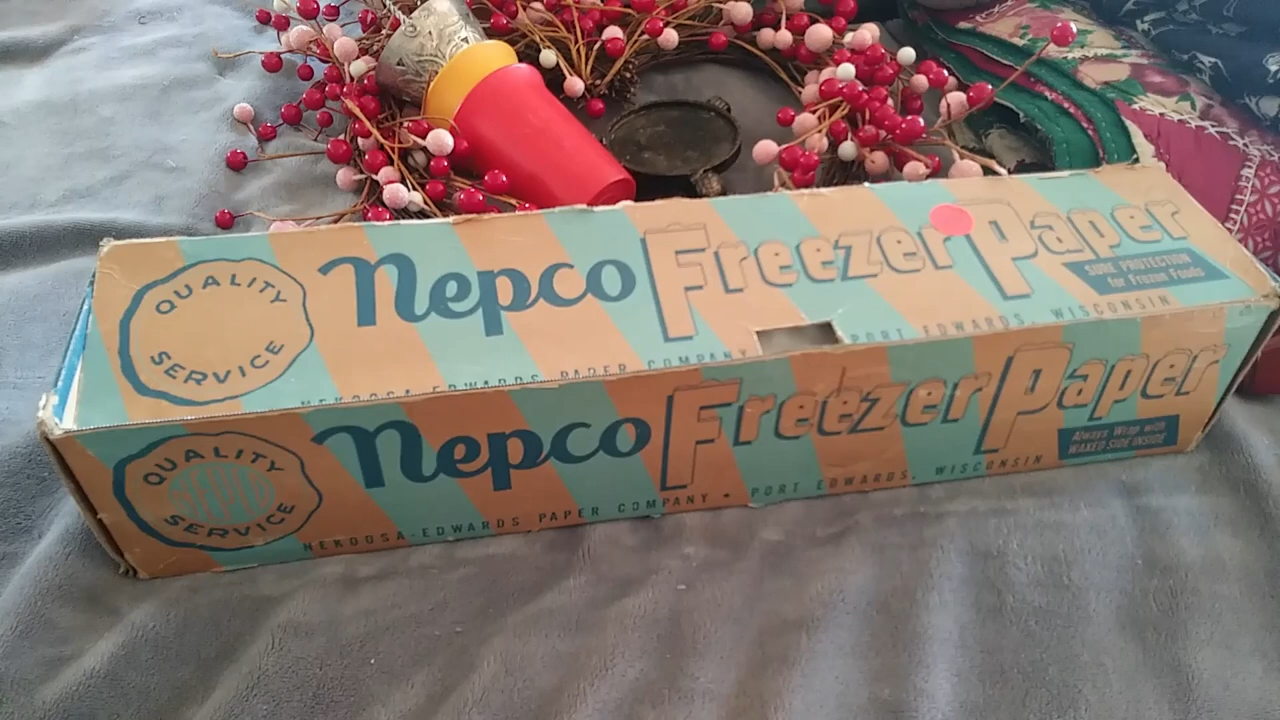 QUALITY
SERVICE
nepco Freezer Paper
SURE PROTECTION
for Frozen Foods
NEKOOSA-EDWARDS PAPER COMPANY PORT EDWARDS, WISCONSIN
QUALITY
NEPCO
SERVICE
nepco Freezer Paper
Always Wrap with
WAXED SIDE INSIDE
NEKOOSA-EDWARDS PAPER COMPANY • PORT EDWARDS, WISCONSIN